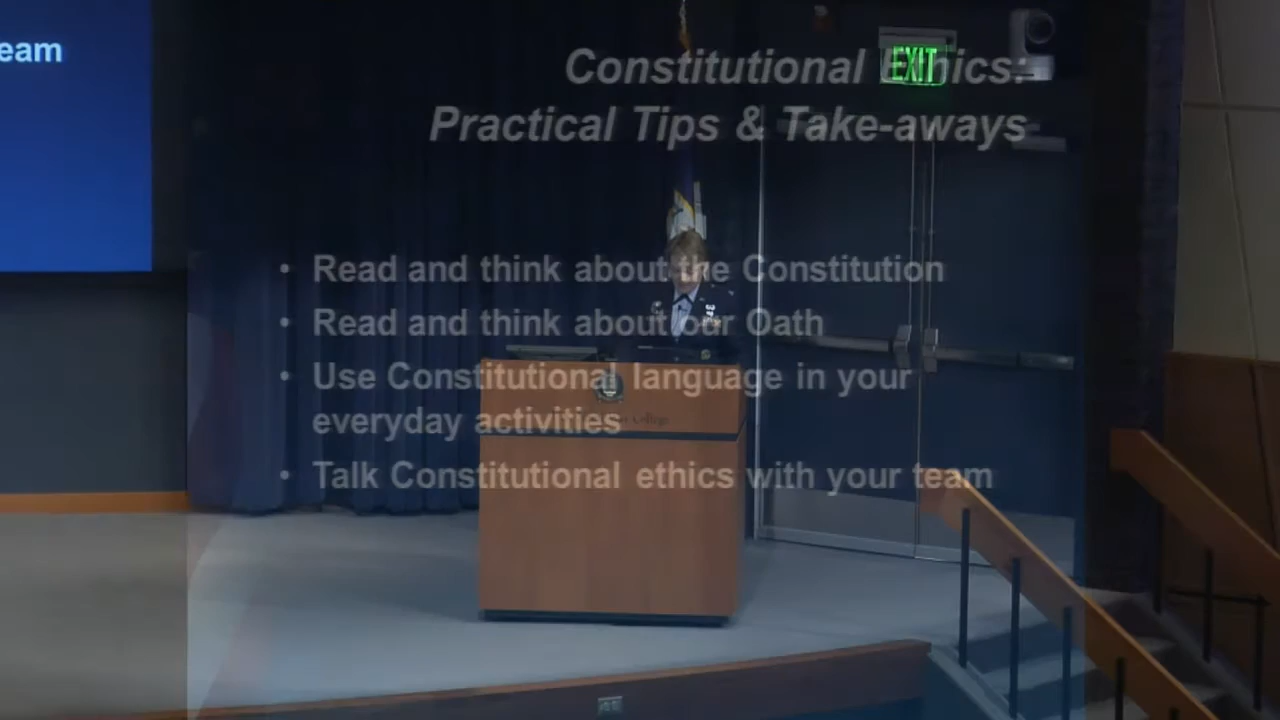 eam
EXIT
Constitutional Ethics:
Practical Tips & Take-aways
• Read and think about the Constitution
• Read and think about our Oath
• Use Constitutional language in your
everyday activities
• Talk Constitutional ethics with your team
College